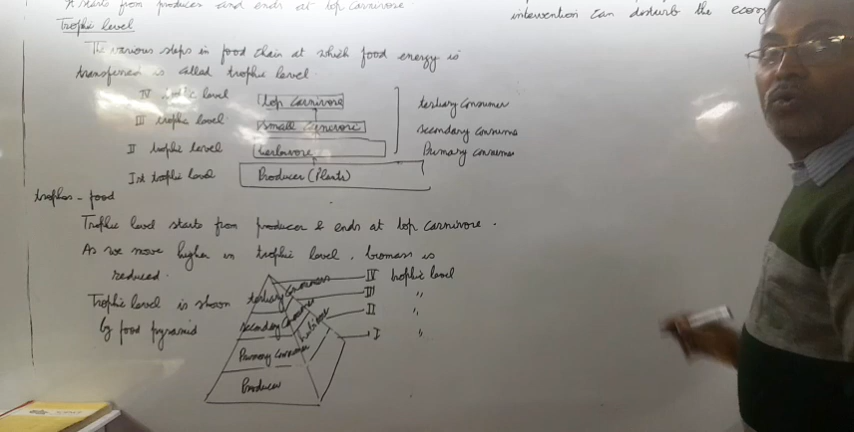 starts from producer and ends at top carnivore.
intervention can disturb the
Trophic level
The various steps in food chain at which food energy is
transferred is called trophic level.
IV trophic level top carnivore tertiary consumer
III trophic level small carnivore secondary consume
II trophic level herbivore Primary consume
Ist trophic level Producer (Plants)
trophos - food
Trophic level starts from producer & ends at top carnivore.
As we move higher in trophic level, biomass is
reduced.
Trophic level is shown
by food pyramid
tertiary consumers IV trophic level
III "
secondary consumer II "
I "
Primary consumer
Producer